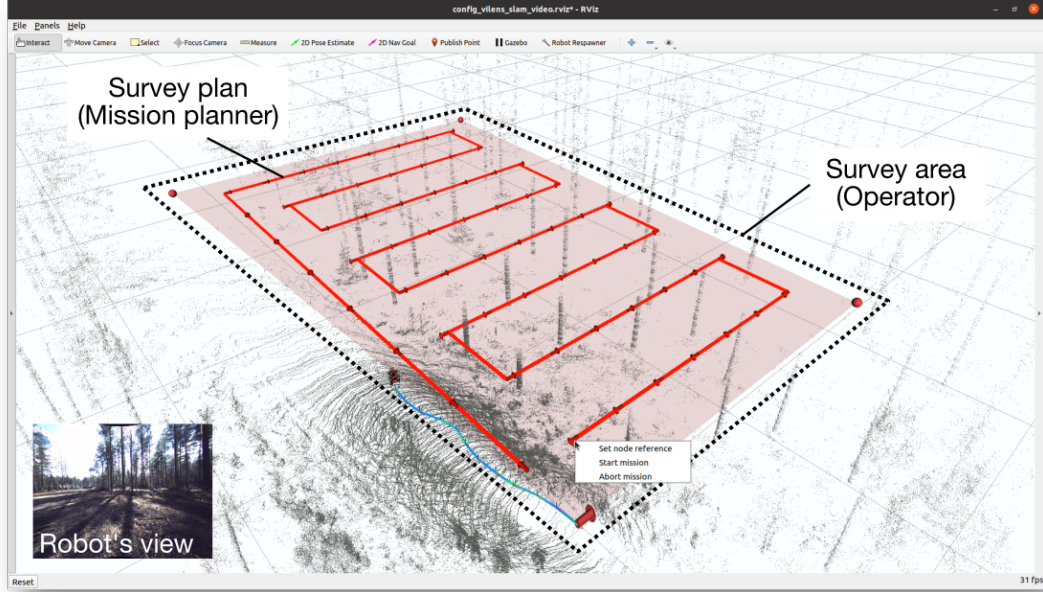 config_vilens_slam_video.rviz* - RViz
File Panels Help
Interact Move Camera Select Focus Camera Measure 2D Pose Estimate 2D Nav Goal Publish Point Gazebo Robot Respawner
Survey plan
(Mission planner)
Survey area
(Operator)
Set node reference
Start mission
Abort mission
Robot's view
Reset
31 fps